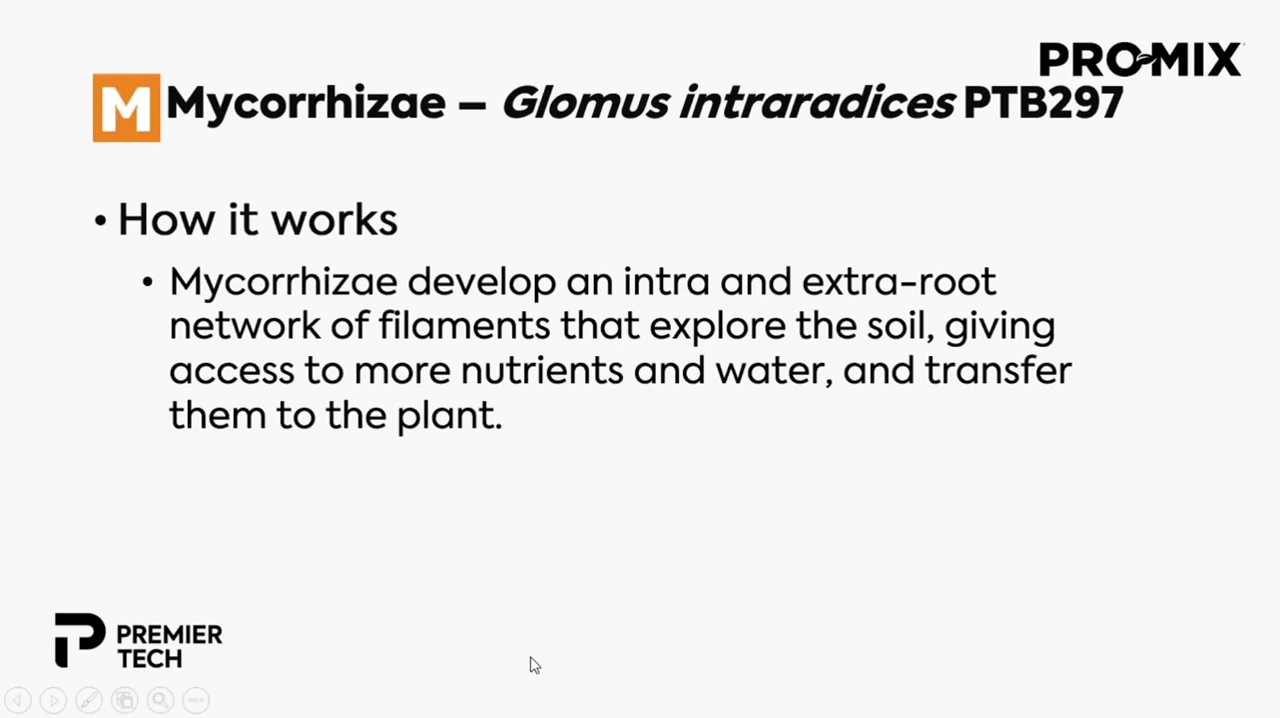 PRO-MIX
M Mycorrhizae – Glomus intraradices PTB297
• How it works
• Mycorrhizae develop an intra and extra-root
network of filaments that explore the soil, giving
access to more nutrients and water, and transfer
them to the plant.
PREMIER
TECH